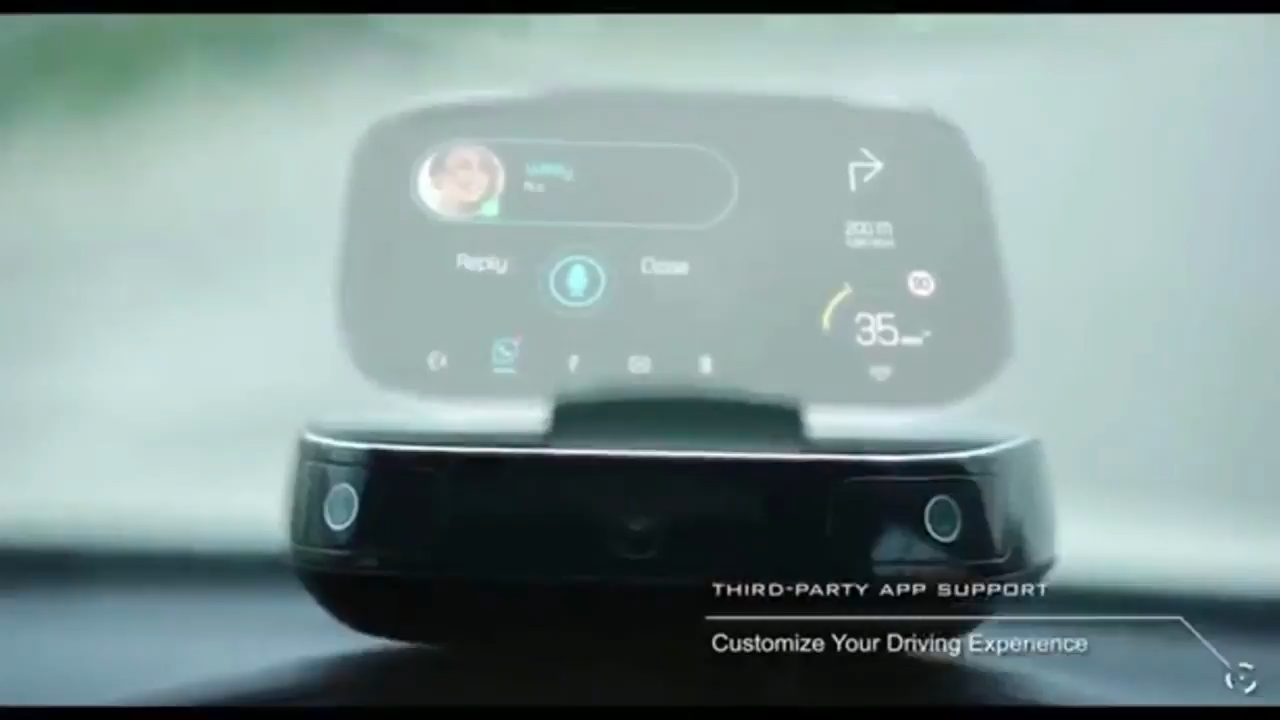 Reply
Close
200 m
35
THIRD-PARTY APP SUPPORT
Customize Your Driving Experience